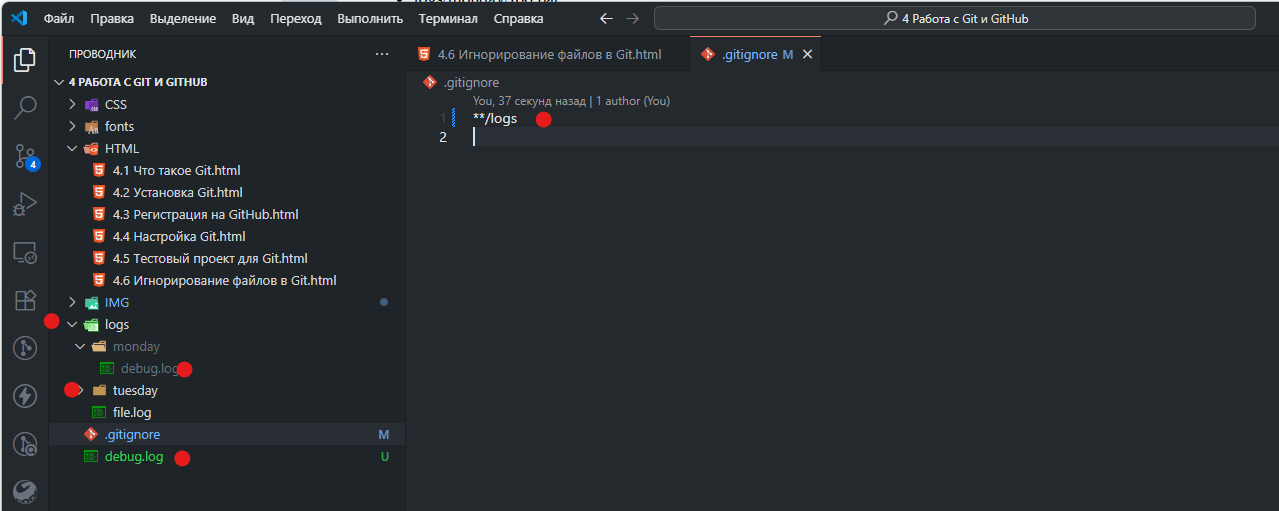 Файл Правка Выделение Вид Переход Выполнить Терминал Справка
4 Работа с Git и GitHub
ПРОВОДНИК
4.6 Игнорирование файлов в Git.html
.gitignore M
4 РАБОТА С GIT И GITHUB
.gitignore
CSS
You, 37 секунд назад | 1 author (You)
fonts
1 **/logs
HTML
2
4.1 Что такое Git.html
4
4.2 Установка Git.html
4.3 Регистрация на GitHub.html
4.4 Настройка Git.html
4.5 Тестовый проект для Git.html
4.6 Игнорирование файлов в Git.html
IMG
logs
monday
debug.log
tuesday
file.log
.gitignore M
debug.log U